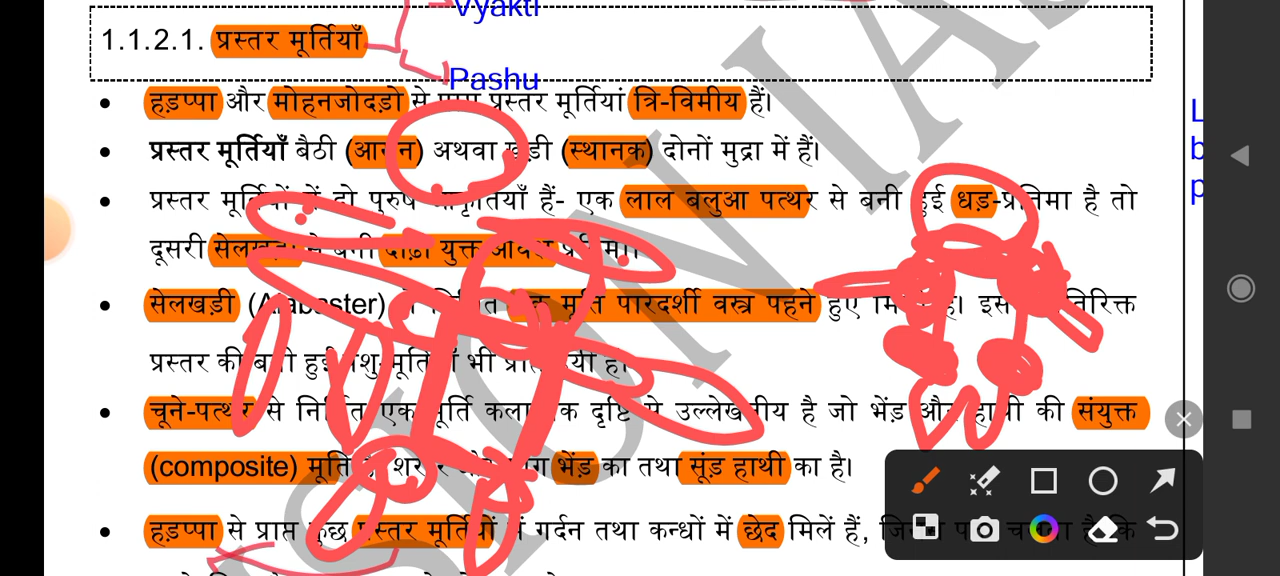 Vyakti
1.1.2.1. प्रस्तर मूर्तियाँ
Pashu
• हड़प्पा और मोहनजोदड़ो से प्रस्तर मूर्तियां त्रि-विमीय हैं।
• प्रस्तर मूर्तियाँ बैठी (आसन) अथवा खड़ी (स्थानक) दोनों मुद्रा में हैं।
• प्रस्तर मूर्तियों में दो पुरुष आकृतियाँ हैं- एक लाल बलुआ पत्थर से बनी हुई धड़-प्रतिमा है तो
दूसरी सेलखड़ी से बनी दाढ़ी युक्त
• सेलखड़ी (Alabaster) मूर्ति पारदर्शी वस्त्र पहने हुए
प्रस्तर की बनी हुई पशु-मूर्तियाँ भी
• चूने-पत्थर से निर्मित एक मूर्ति कलात्मक दृष्टि से उल्लेखनीय है जो भेंड़ और हाथी की संयुक्त
(composite) मूर्ति भेंड़ का तथा सूंड़ हाथी का है।
• हड़प्पा से प्राप्त कुछ प्रस्तर मूर्तियों में गर्दन तथा कन्धों में छेद मिलें हैं,
L
b
p
SION IA